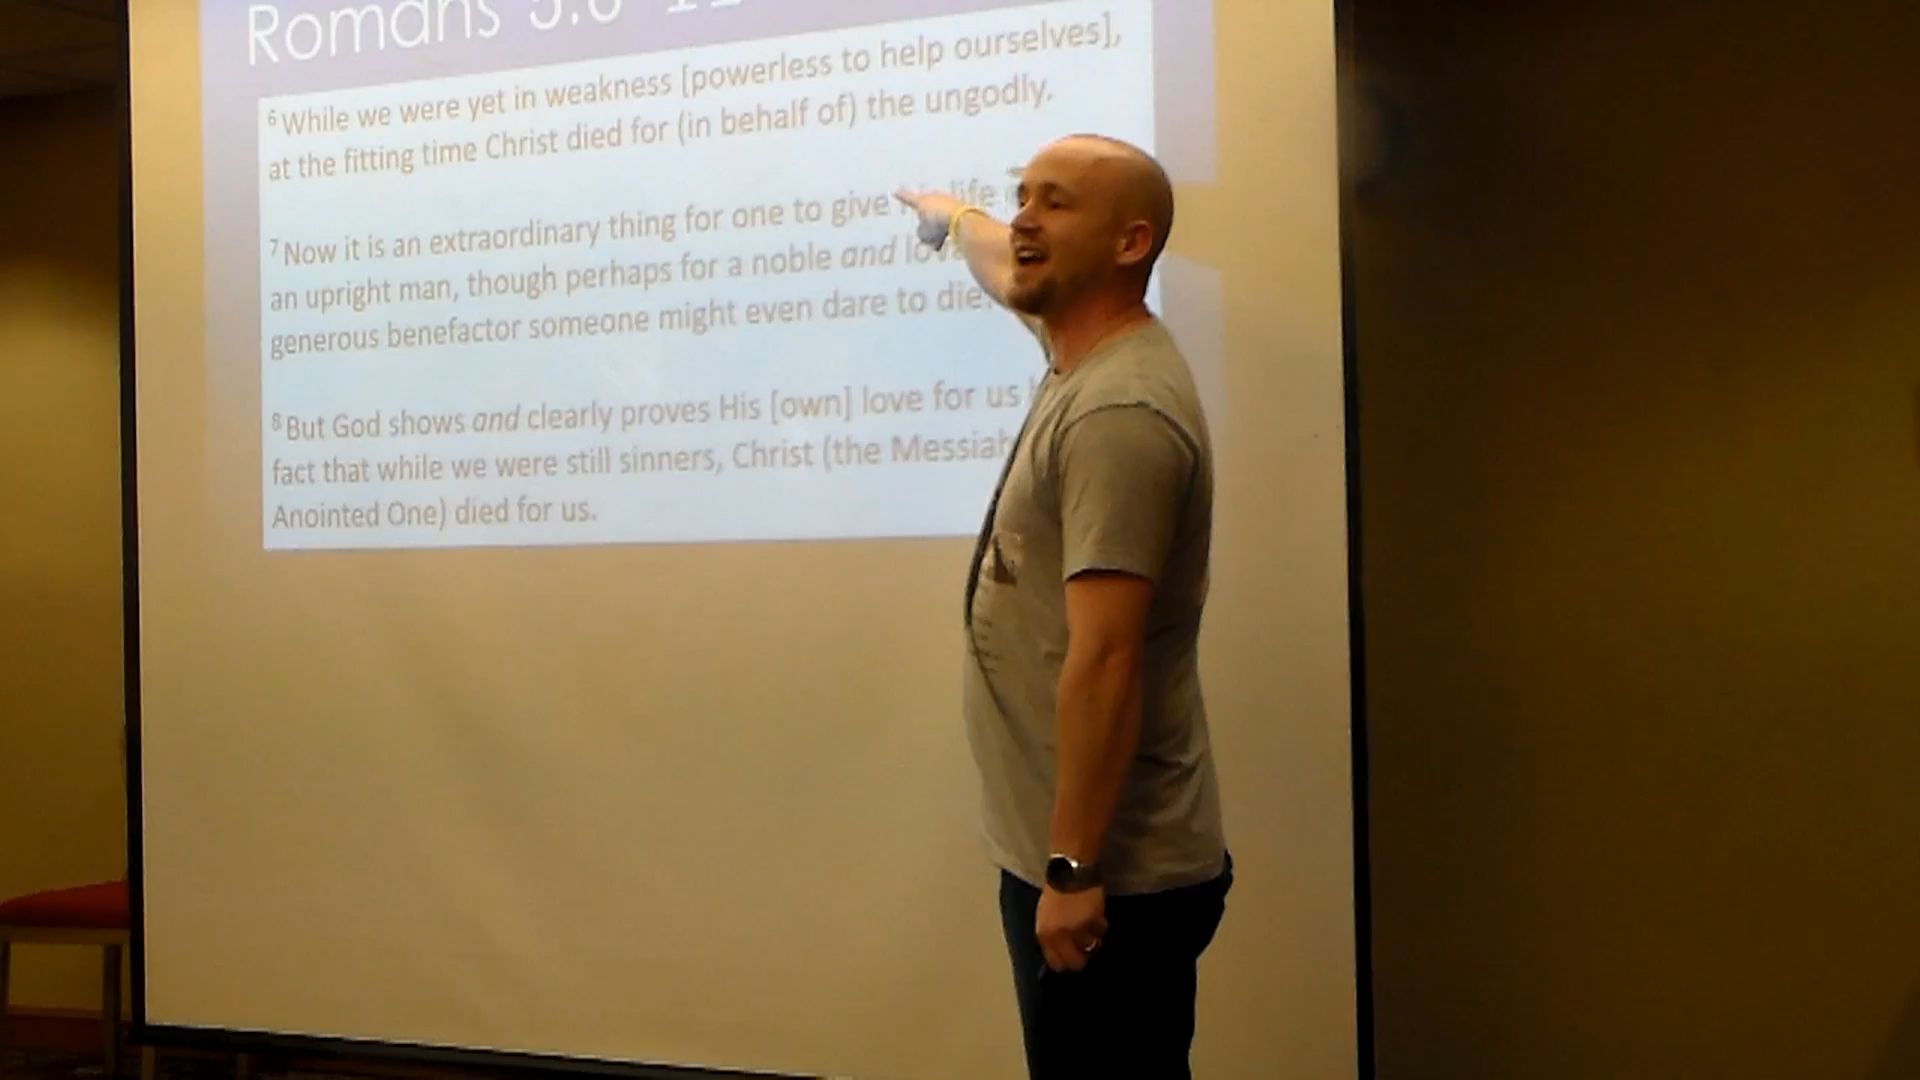 Romans 5:6-11
6 While we were yet in weakness [powerless to help ourselves],
at the fitting time Christ died for (in behalf of) the ungodly.
7 Now it is an extraordinary thing for one to give life
an upright man, though perhaps for a noble and
generous benefactor someone might even dare to die.
8 But God shows and clearly proves His [own] love for us
fact that while we were still sinners, Christ (the Messiah
Anointed One) died for us.